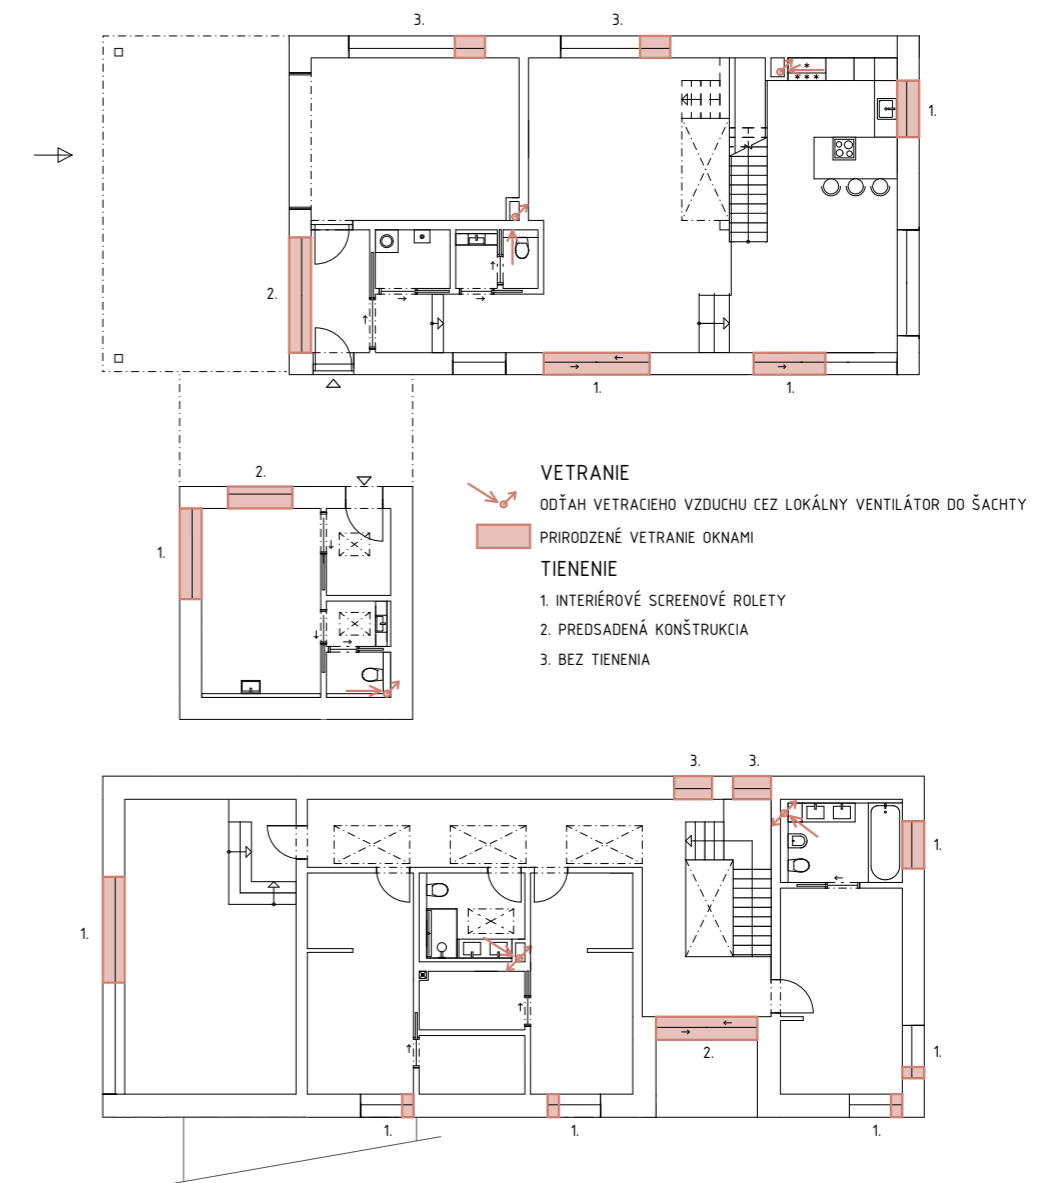 3. 3.
1.
2.
1. 1.
2.
1.
VETRANIE
ODŤAH VETRACIEHO VZDUCHU CEZ LOKÁLNY VENTILÁTOR DO ŠACHTY
PRIRODZENÉ VETRANIE OKNAMI
TIENENIE
1. INTERIÉROVÉ SCREENOVÉ ROLETY
2. PREDSADENÁ KONŠTRUKCIA
3. BEZ TIENENIA
3. 3.
1.
1.
2. 1.
1. 1. 1.